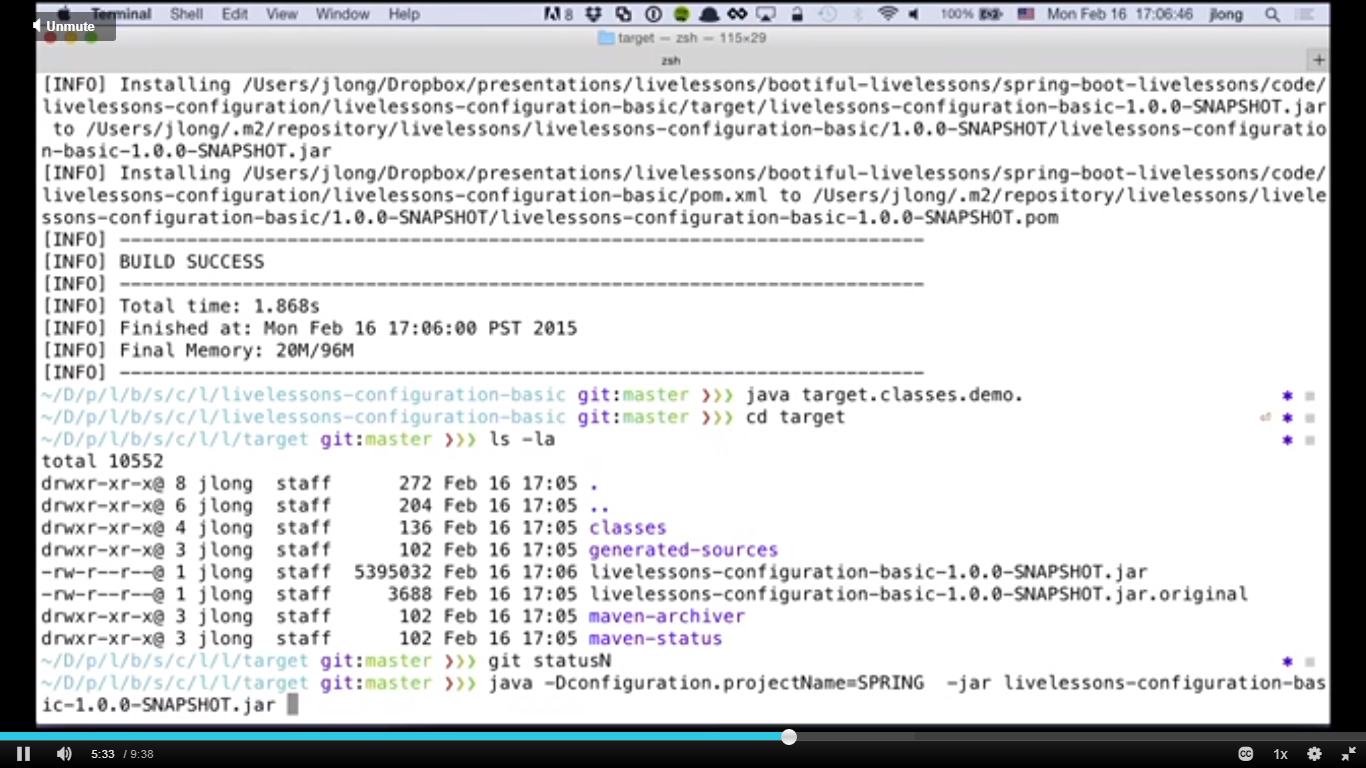 Terminal Shell Edit View Window Help 8 100% Mon Feb 16 17:06:46 jlong
Unmute
target — zsh — 115×29
zsh +
[INFO] Installing /Users/jlong/Dropbox/presentations/livelessons/bootiful-livelessons/spring-boot-livelessons/code/
livelessons-configuration/livelessons-configuration-basic/target/livelessons-configuration-basic-1.0.0-SNAPSHOT.jar
to /Users/jlong/.m2/repository/livelessons/livelessons-configuration-basic/1.0.0-SNAPSHOT/livelessons-configuratio
n-basic-1.0.0-SNAPSHOT.jar
[INFO] Installing /Users/jlong/Dropbox/presentations/livelessons/bootiful-livelessons/spring-boot-livelessons/code/
livelessons-configuration/livelessons-configuration-basic/pom.xml to /Users/jlong/.m2/repository/livelessons/livele
ssons-configuration-basic/1.0.0-SNAPSHOT/livelessons-configuration-basic-1.0.0-SNAPSHOT.pom
[INFO] ------------------------------------------------------------------------
[INFO] BUILD SUCCESS
[INFO] ------------------------------------------------------------------------
[INFO] Total time: 1.868s
[INFO] Finished at: Mon Feb 16 17:06:00 PST 2015
[INFO] Final Memory: 20M/96M
[INFO] ------------------------------------------------------------------------
~/D/p/l/b/s/c/l/livelessons-configuration-basic git:master ❯❯❯ java target.classes.demo. *
~/D/p/l/b/s/c/l/livelessons-configuration-basic git:master ❯❯❯ cd target ⏎ *
~/D/p/l/b/s/c/l/l/target git:master ❯❯❯ ls -la *
total 10552
drwxr-xr-x@ 8 jlong staff 272 Feb 16 17:05 .
drwxr-xr-x@ 6 jlong staff 204 Feb 16 17:05 ..
drwxr-xr-x@ 4 jlong staff 136 Feb 16 17:05 classes
drwxr-xr-x@ 3 jlong staff 102 Feb 16 17:05 generated-sources
-rw-r--r--@ 1 jlong staff 5395032 Feb 16 17:06 livelessons-configuration-basic-1.0.0-SNAPSHOT.jar
-rw-r--r--@ 1 jlong staff 3688 Feb 16 17:05 livelessons-configuration-basic-1.0.0-SNAPSHOT.jar.original
drwxr-xr-x@ 3 jlong staff 102 Feb 16 17:05 maven-archiver
drwxr-xr-x@ 3 jlong staff 102 Feb 16 17:05 maven-status
~/D/p/l/b/s/c/l/l/target git:master ❯❯❯ git statusN *
~/D/p/l/b/s/c/l/l/target git:master ❯❯❯ java -Dconfiguration.projectName=SPRING -jar livelessons-configuration-bas
ic-1.0.0-SNAPSHOT.jar
5:33 / 9:38 CC 1x